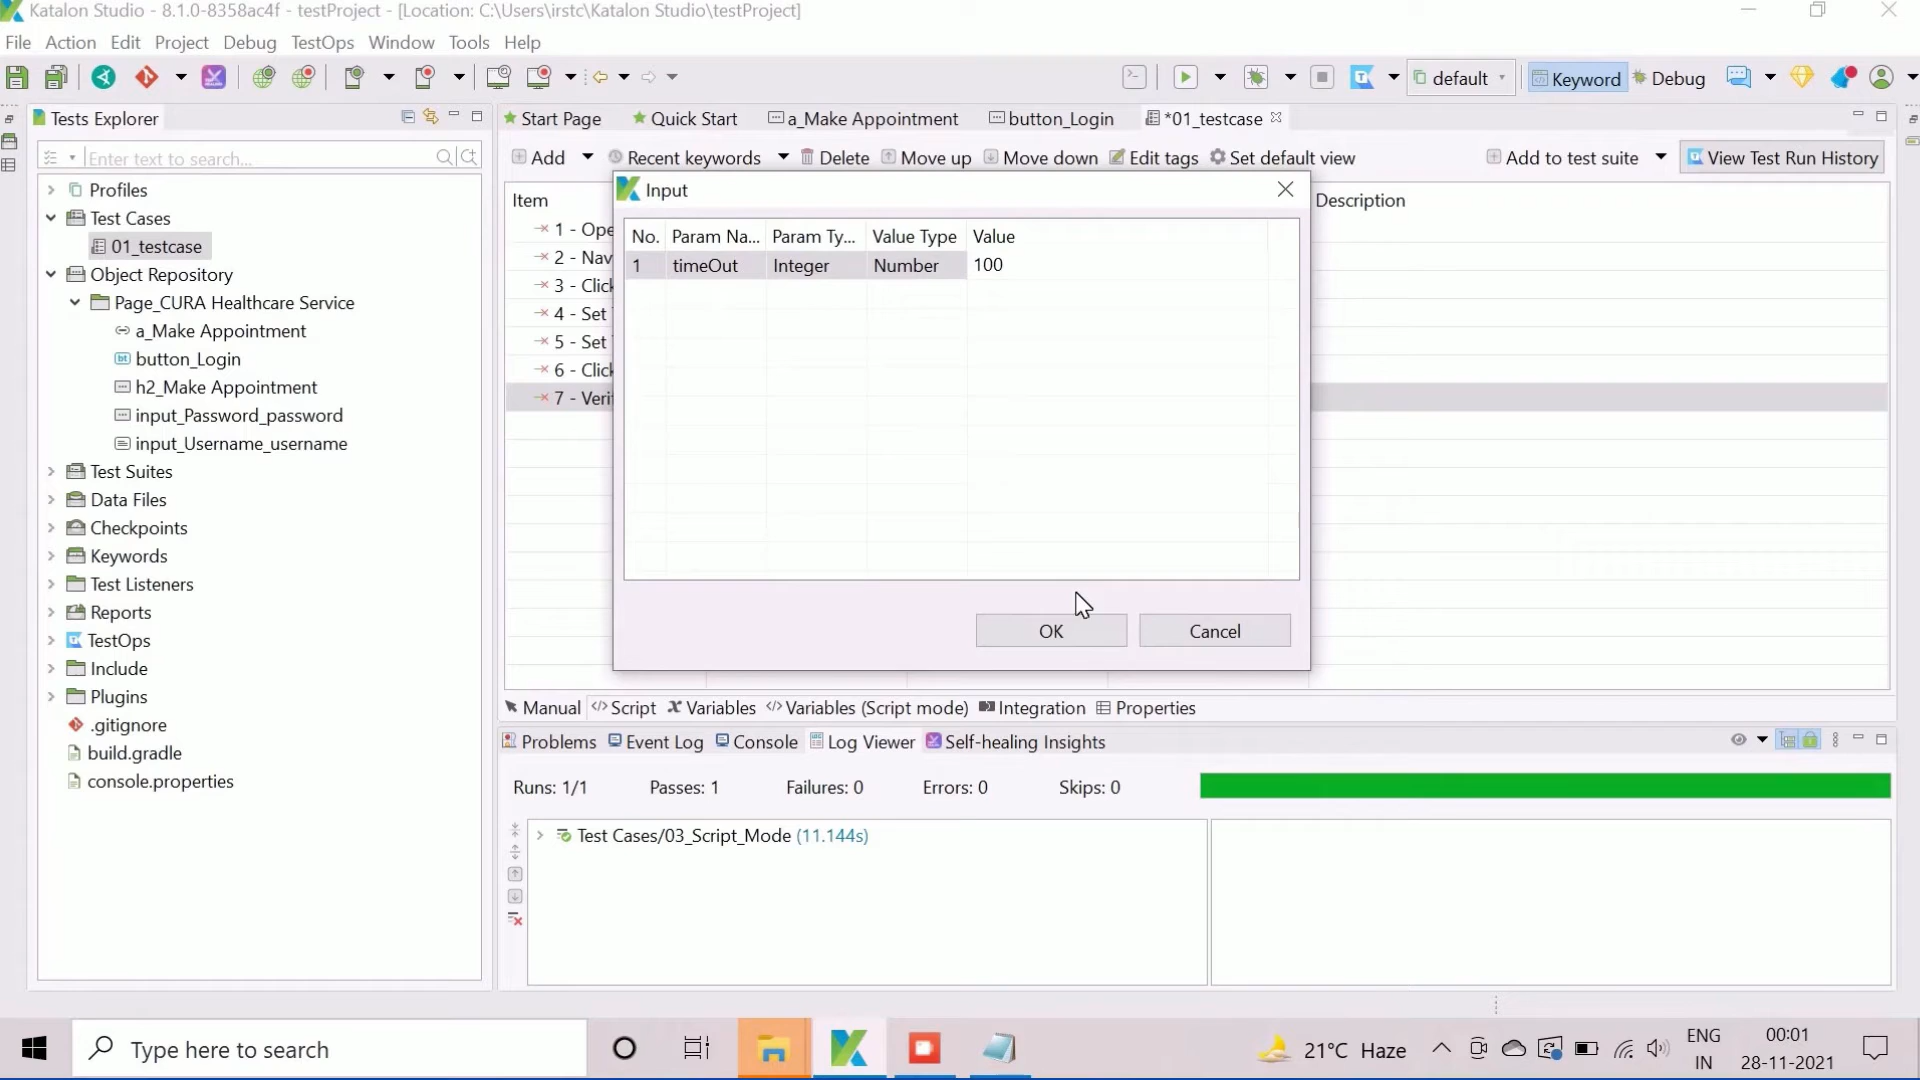 Katalon Studio - 8.1.0-8358ac4f - testProject - [Location: C:\Users\irstc\Katalon Studio\testProject]
File Action Edit Project Debug TestOps Window Tools Help
default Keyword Debug
Tests Explorer
Start Page Quick Start a_Make Appointment button_Login *01_testcase
Enter text to search...
Add Recent keywords Delete Move up Move down Edit tags Set default view Add to test suite View Test Run History
Profiles
Test Cases
01_testcase
Object Repository
Page_CURA Healthcare Service
a_Make Appointment
button_Login
h2_Make Appointment
input_Password_password
input_Username_username
Test Suites
Data Files
Checkpoints
Keywords
Test Listeners
Reports
TestOps
Include
Plugins
.gitignore
build.gradle
console.properties
Item Description
1 - Ope
2 - Nav
3 - Click
4 - Set
5 - Set
6 - Click
7 - Veri
Input
No. Param Na... Param Ty... Value Type Value
1 timeOut Integer Number 100
OK Cancel
Manual Script Variables Variables (Script mode) Integration Properties
Problems Event Log Console Log Viewer Self-healing Insights
Runs: 1/1 Passes: 1 Failures: 0 Errors: 0 Skips: 0
Test Cases/03_Script_Mode (11.144s)
Type here to search
21°C Haze
ENG
IN
00:01
28-11-2021